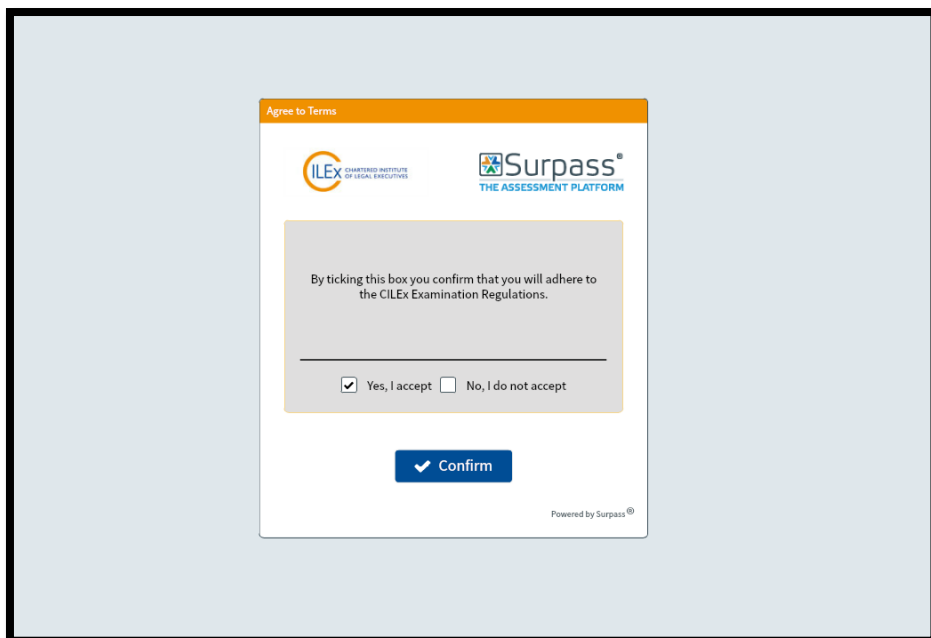 Agree to Terms
ILEX CHARTERED INSTITUTE
OF LEGAL EXECUTIVES
Surpass®
THE ASSESSMENT PLATFORM
By ticking this box you confirm that you will adhere to
the CILEx Examination Regulations.
Yes, I accept No, I do not accept
Confirm
Powered by Surpass®